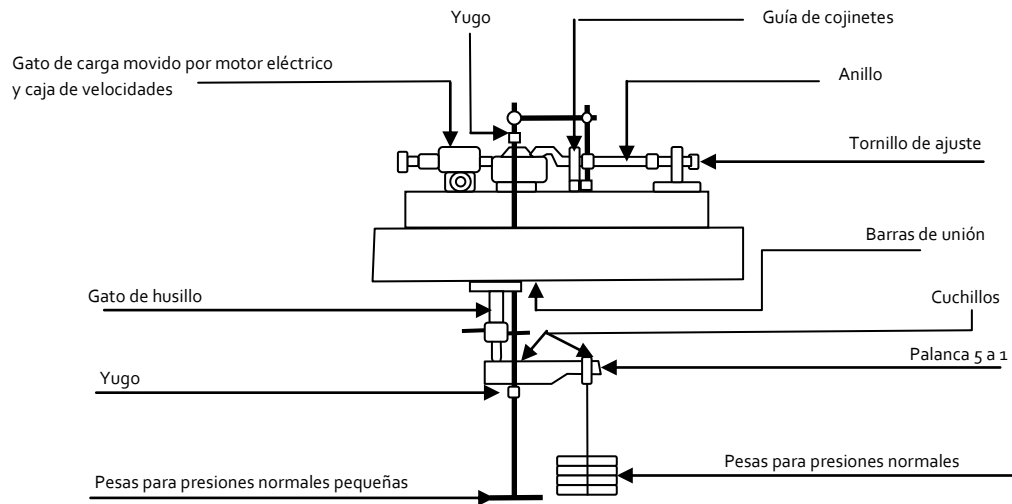 Yugo
Guía de cojinetes
Gato de carga movido por motor eléctrico
y caja de velocidades
Anillo
Tornillo de ajuste
Barras de unión
Gato de husillo
Cuchillos
Palanca 5 a 1
Yugo
Pesas para presiones normales
Pesas para presiones normales pequeñas